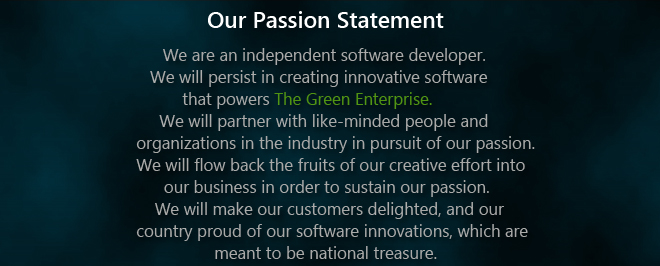 Our Passion Statement
We are an independent software developer.
We will persist in creating innovative software
that powers The Green Enterprise.
We will partner with like-minded people and
organizations in the industry in pursuit of our passion.
We will flow back the fruits of our creative effort into
our business in order to sustain our passion.
We will make our customers delighted, and our
country proud of our software innovations, which are
meant to be national treasure.